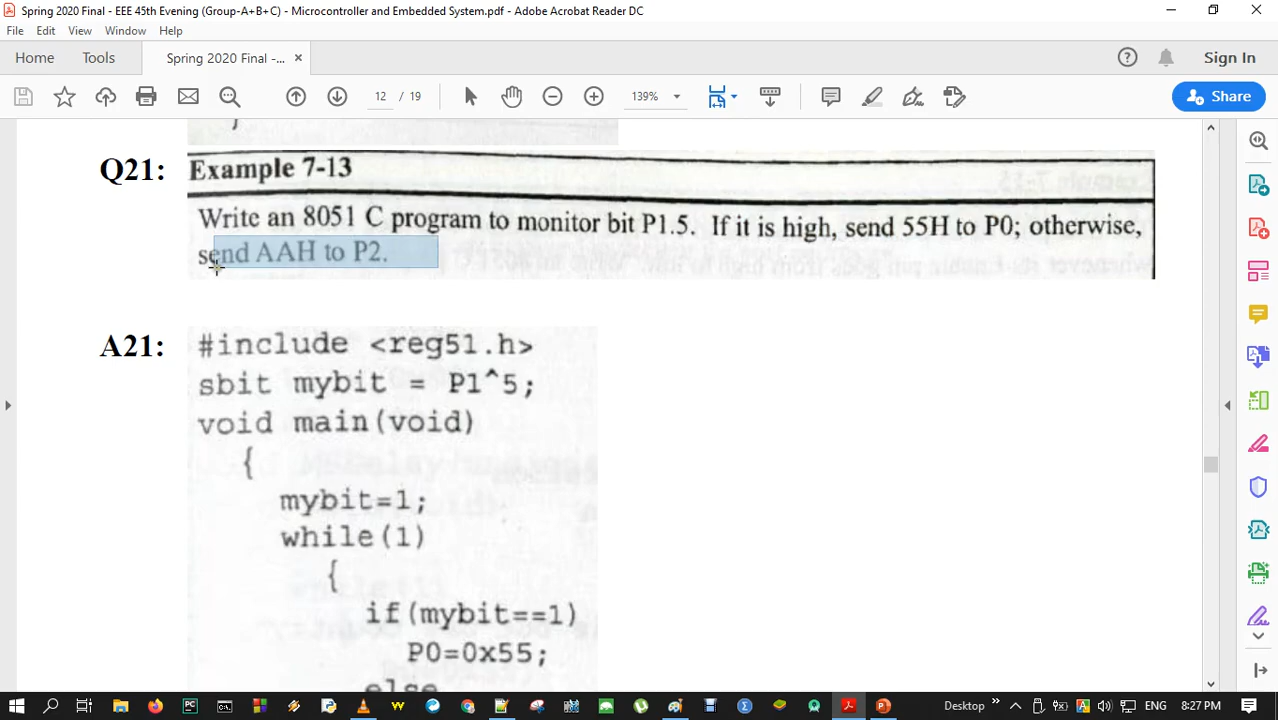 Spring 2020 Final - EEE 45th Evening (Group-A+B+C) - Microcontroller and Embedded System.pdf - Adobe Acrobat Reader DC
File Edit View Window Help
Home Tools Spring 2020 Final -... × Sign In
12 / 19 139% Share
Q21: Example 7-13
Write an 8051 C program to monitor bit P1.5. If it is high, send 55H to P0; otherwise,
send AAH to P2.
A21: #include <reg51.h>
sbit mybit = P1^5;
void main(void)
{
mybit=1;
while(1)
{
if(mybit==1)
P0=0x55;
else
Desktop » ENG 8:27 PM